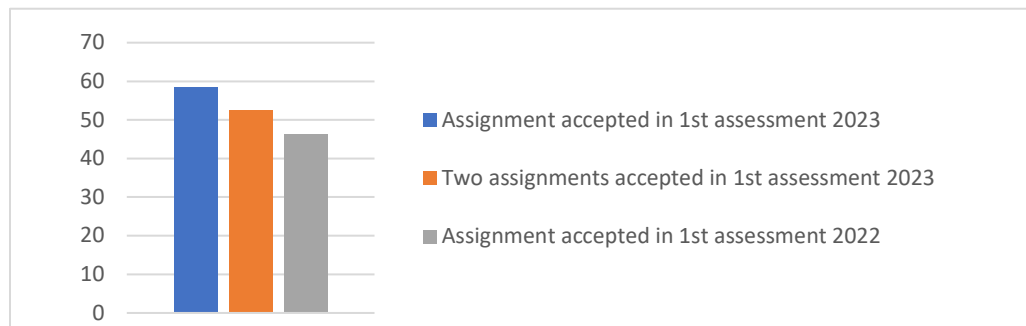 70
60
50
40
30
20
10
0
Assignment accepted in 1st assessment 2023
Two assignments accepted in 1st assessment 2023
Assignment accepted in 1st assessment 2022